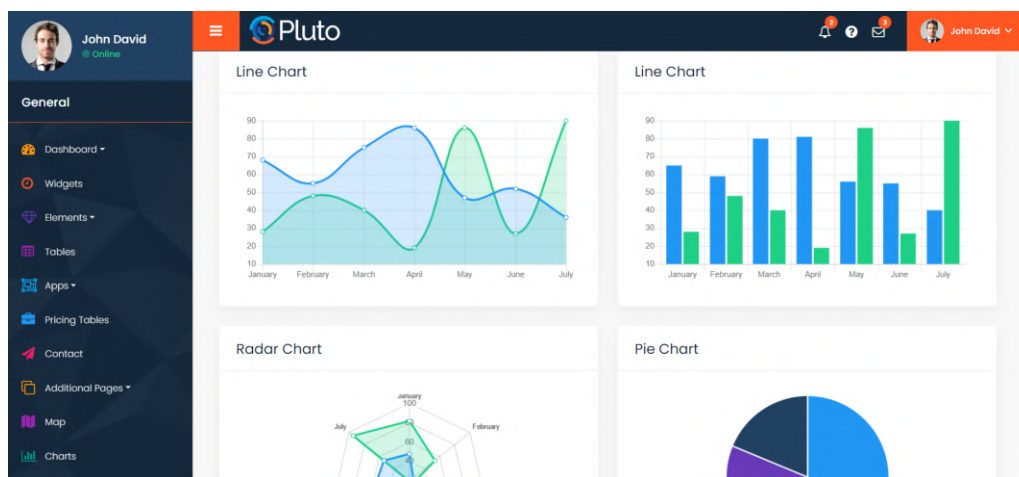 John David
Online
Pluto
2
3
John David
General
Dashboard
Widgets
Elements
Tables
Apps
Pricing Tables
Contact
Additional Pages
Map
Charts
Line Chart
90
80
70
60
50
40
30
20
10
January February March April May June July
Line Chart
90
80
70
60
50
40
30
20
10
January February March April May June July
Radar Chart
January
100
July
February
60
Pie Chart